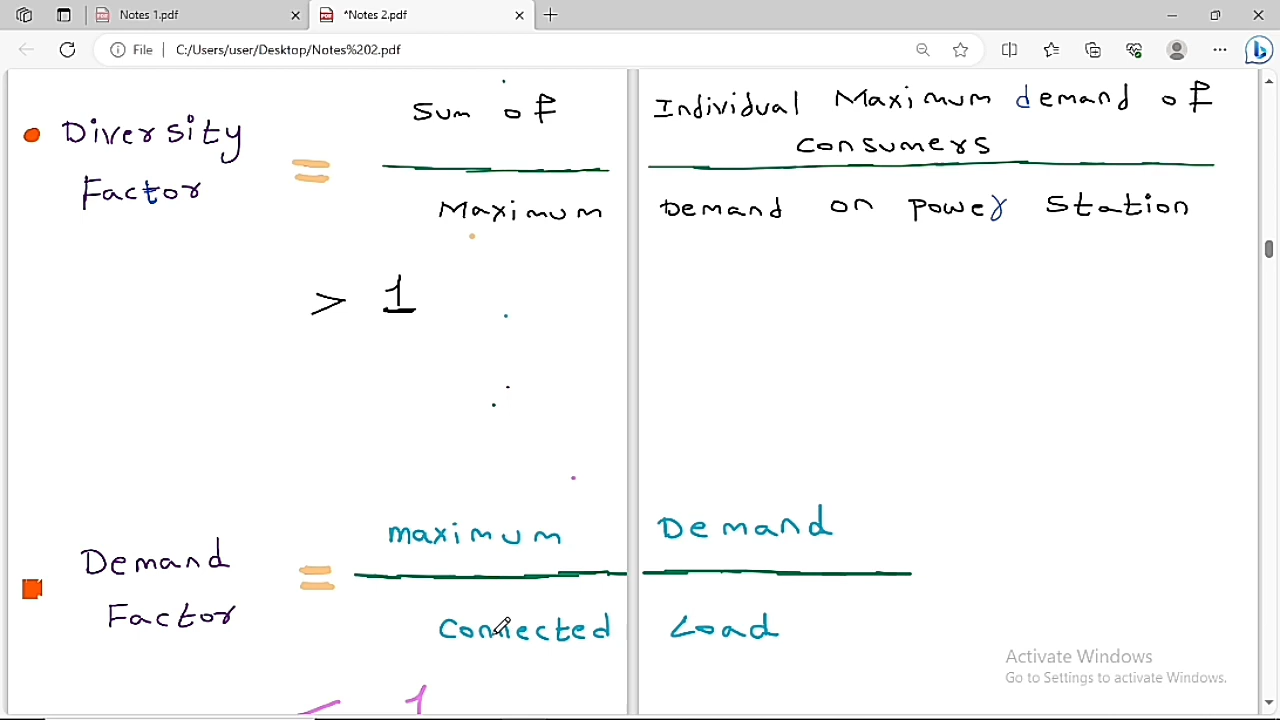 Notes 1.pdf
*Notes 2.pdf
File
C:/Users/user/Desktop/Notes%202.pdf
Sum of Individual Maximum demand of
consumers
Diversity
Factor
=
Maximum Demand on power Station
> 1
maximum Demand
Demand
Factor
=
Connected Load
< 1
Activate Windows
Go to Settings to activate Windows.